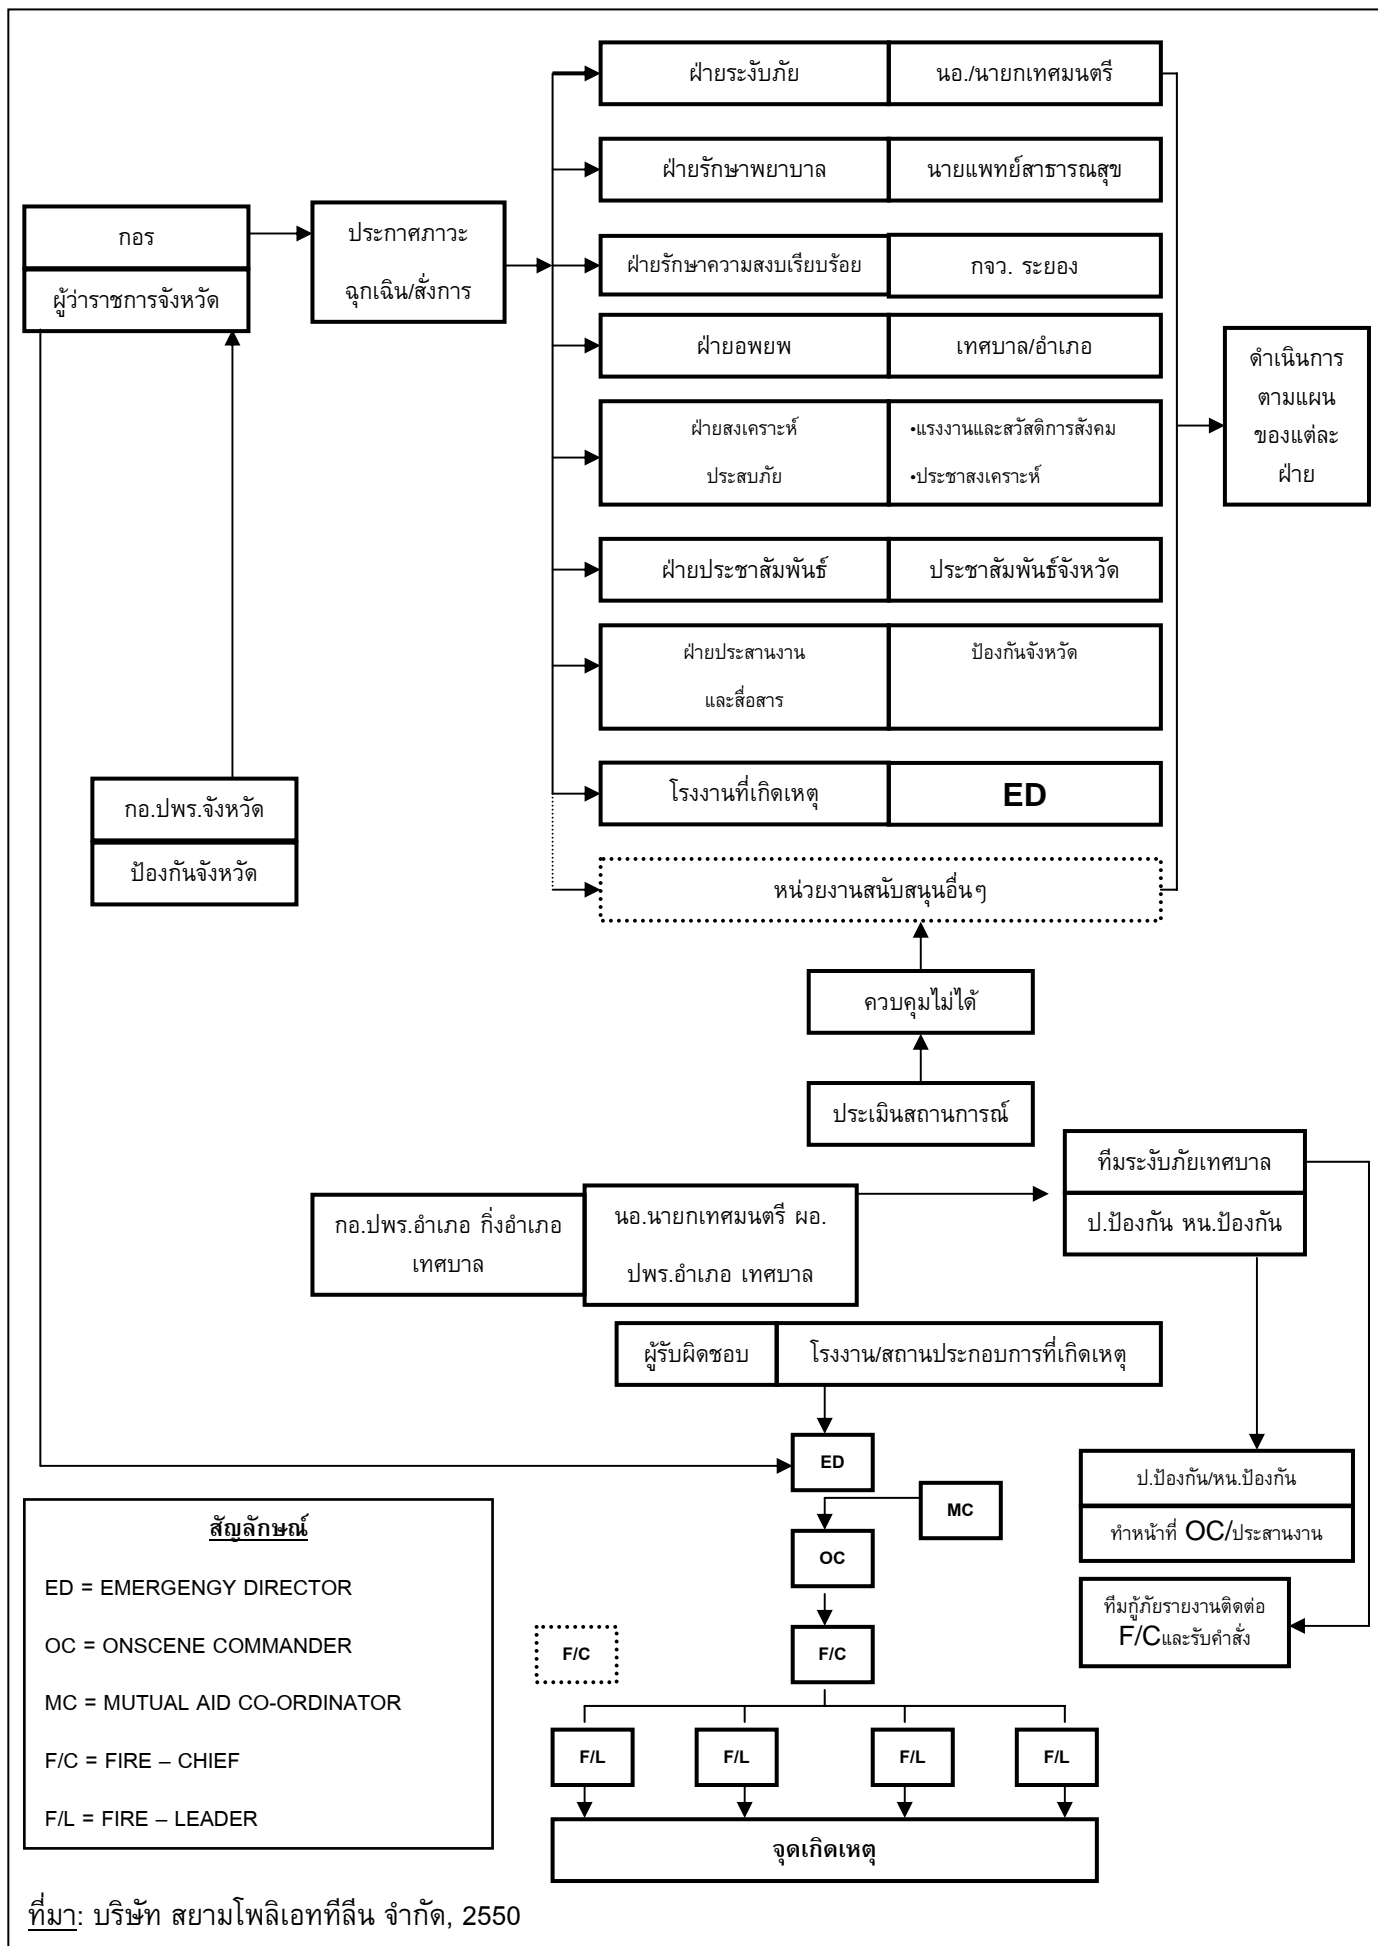 ฝ่ายระงับภัย
นอ./นายกเทศมนตรี
ฝ่ายรักษาพยาบาล
นายแพทย์สาธารณสุข
กอร
ผู้ว่าราชการจังหวัด
ประกาศภาวะ
ฉุกเฉิน/สั่งการ
ฝ่ายรักษาความสงบเรียบร้อย
กจว. ระยอง
ฝ่ายอพยพ
เทศบาล/อำเภอ
ดำเนินการ
ตามแผน
ของแต่ละ
ฝ่าย
ฝ่ายสงเคราะห์
ประสบภัย
•แรงงานและสวัสดิการสังคม
•ประชาสงเคราะห์
ฝ่ายประชาสัมพันธ์
ประชาสัมพันธ์จังหวัด
ฝ่ายประสานงาน
และสื่อสาร
ป้องกันจังหวัด
โรงงานที่เกิดเหตุ
ED
กอ.ปพร.จังหวัด
ป้องกันจังหวัด
หน่วยงานสนับสนุนอื่นๆ
ควบคุมไม่ได้
ประเมินสถานการณ์
ทีมระงับภัยเทศบาล
ป.ป้องกัน หน.ป้องกัน
กอ.ปพร.อำเภอ กิ่งอำเภอ
เทศบาล
นอ.นายกเทศมนตรี ผอ.
ปพร.อำเภอ เทศบาล
ผู้รับผิดชอบ
โรงงาน/สถานประกอบการที่เกิดเหตุ
ED
MC
OC
ป.ป้องกัน/หน.ป้องกัน
ทำหน้าที่ OC/ประสานงาน
ทีมกู้ภัยรายงานติดต่อ
F/Cและรับคำสั่ง
F/C
F/C
F/L
F/L
F/L
F/L
จุดเกิดเหตุ
สัญลักษณ์
ED = EMERGENGY DIRECTOR
OC = ONSCENE COMMANDER
MC = MUTUAL AID CO-ORDINATOR
F/C = FIRE – CHIEF
F/L = FIRE – LEADER
ที่มา: บริษัท สยามโพลิเอททีลีน จำกัด, 2550